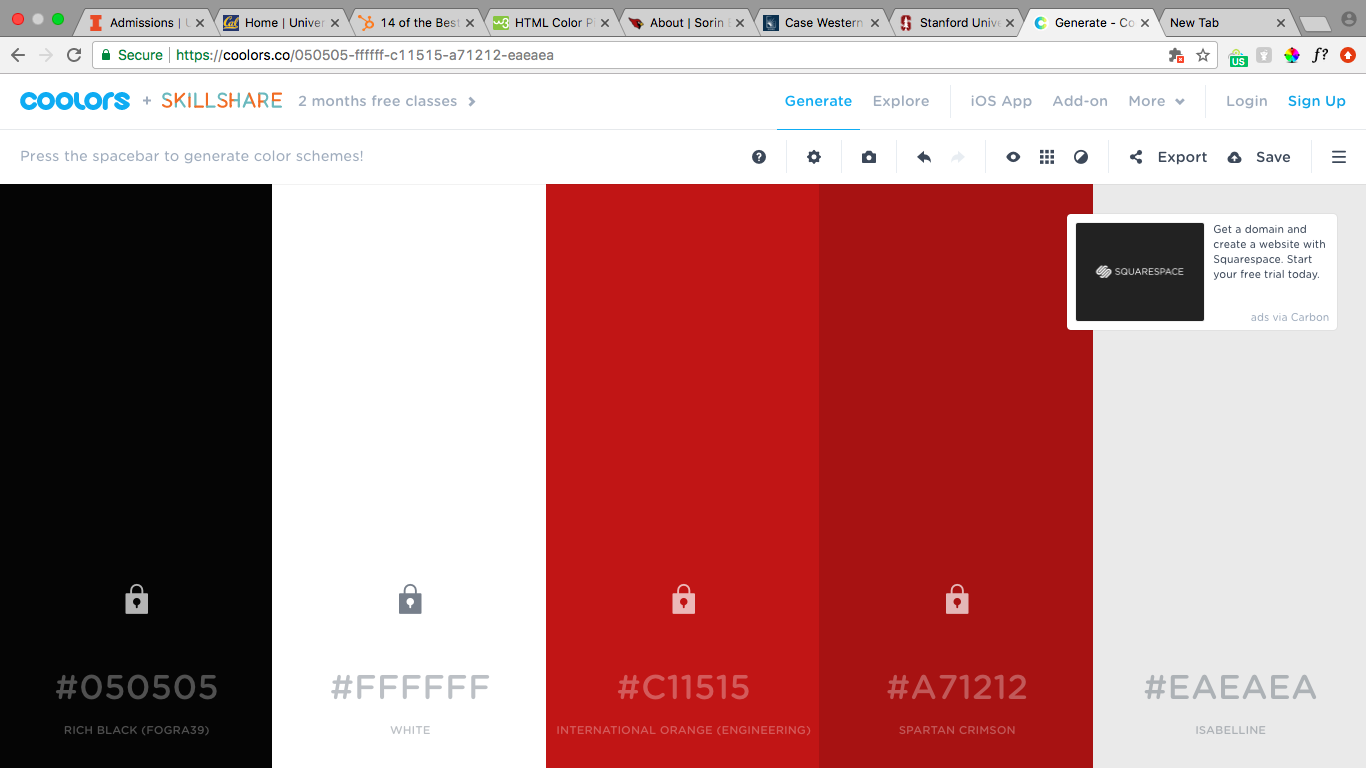 Admissions | U
Home | Univer
14 of the Best
HTML Color P
About | Sorin E
Case Western
Stanford Unive
Generate - Co
New Tab
Secure
https://coolors.co/050505-ffffff-c11515-a71212-eaeaea
US
f?
coolors + SKILLSHARE 2 months free classes
Generate Explore iOS App Add-on More Login Sign Up
Press the spacebar to generate color schemes!
Export Save
SQUARESPACE
Get a domain and
create a website with
Squarespace. Start
your free trial today.
ads via Carbon
#050505
RICH BLACK (FOGRA39)
#FFFFFF
WHITE
#C11515
INTERNATIONAL ORANGE (ENGINEERING)
#A71212
SPARTAN CRIMSON
#EAEAEA
ISABELLINE